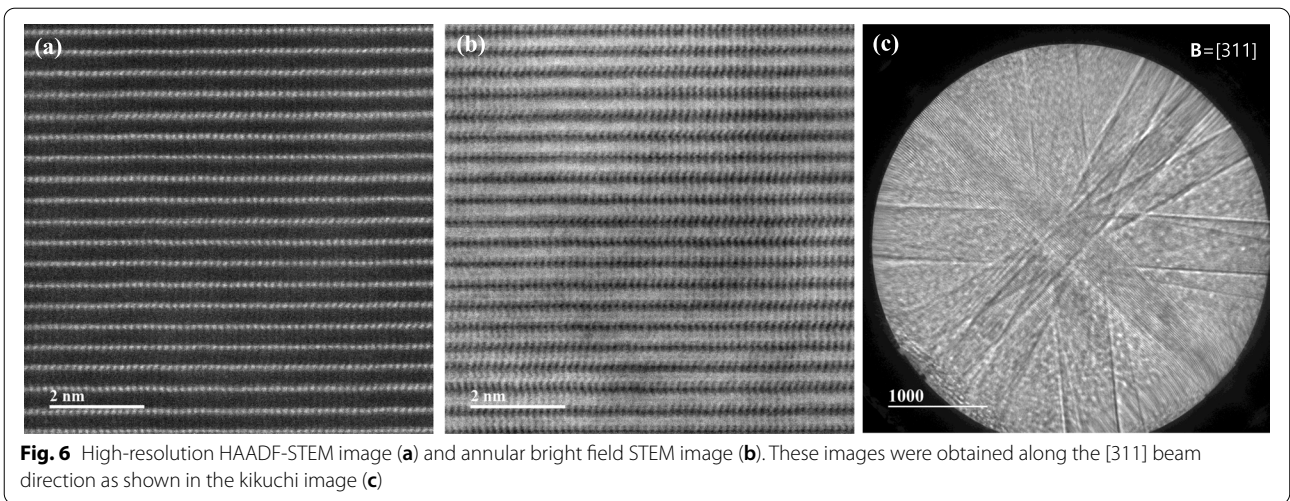 (a)
(b)
(c)
B=[311]
2 nm
2 nm
1000
Fig. 6 High-resolution HAADF-STEM image (a) and annular bright field STEM image (b). These images were obtained along the [311] beam
direction as shown in the kikuchi image (c)